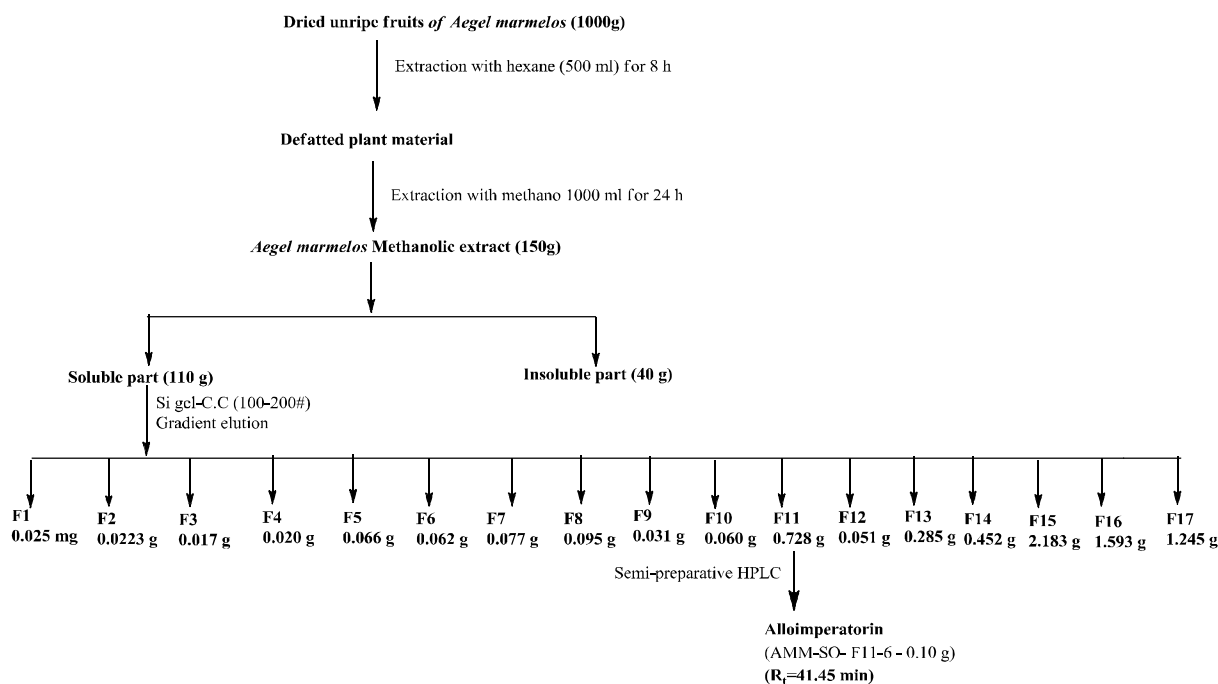 Dried unripe fruits of Aegel marmelos (1000g)
Extraction with hexane (500 ml) for 8 h
Defatted plant material
Extraction with methano 1000 ml for 24 h
Aegel marmelos Methanolic extract (150g)
Soluble part (110 g)
Insoluble part (40 g)
Si gel-C.C (100-200#)
Gradient elution
F1 F2 F3 F4 F5 F6 F7 F8 F9 F10 F11 F12 F13 F14 F15 F16 F17
0.025 mg 0.0223 g 0.017 g 0.020 g 0.066 g 0.062 g 0.077 g 0.095 g 0.031 g 0.060 g 0.728 g 0.051 g 0.285 g 0.452 g 2.183 g 1.593 g 1.245 g
Semi-preparative HPLC
Alloimperatorin
(AMM-SO- F11-6 - 0.10 g)
(Rt=41.45 min)